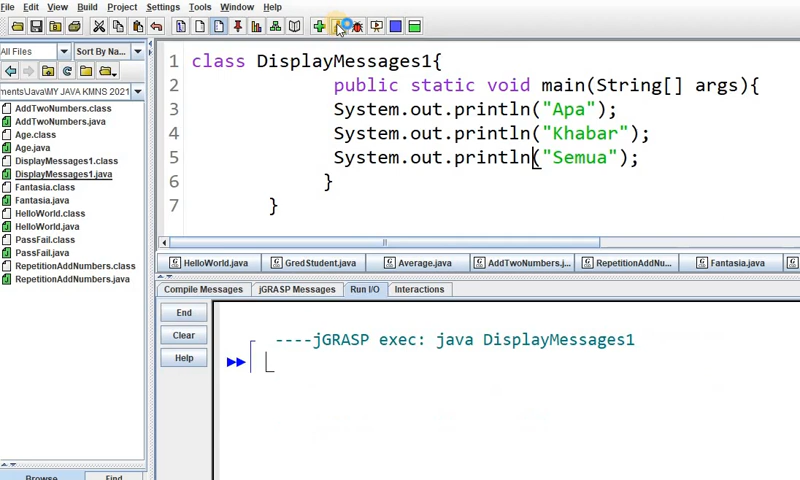 File Edit View Build Project Settings Tools Window Help
All Files Sort By Na...
ments\Java\MY JAVA KMNS 2021
AddTwoNumbers.class
AddTwoNumbers.java
Age.class
Age.java
DisplayMessages1.class
DisplayMessages1.java
Fantasia.class
Fantasia.java
HelloWorld.class
HelloWorld.java
PassFail.class
PassFail.java
RepetitionAddNumbers.class
RepetitionAddNumbers.java
Browse Find
1 class DisplayMessages1{
2 public static void main(String[] args){
3 System.out.println("Apa");
4 System.out.println("Khabar");
5 System.out.println("Semua");
6 }
7 }
HelloWorld.java GredStudent.java Average.java AddTwoNumbers.j... RepetitionAddNu... Fantasia.java
Compile Messages jGRASP Messages Run I/O Interactions
End
Clear
Help
----jGRASP exec: java DisplayMessages1